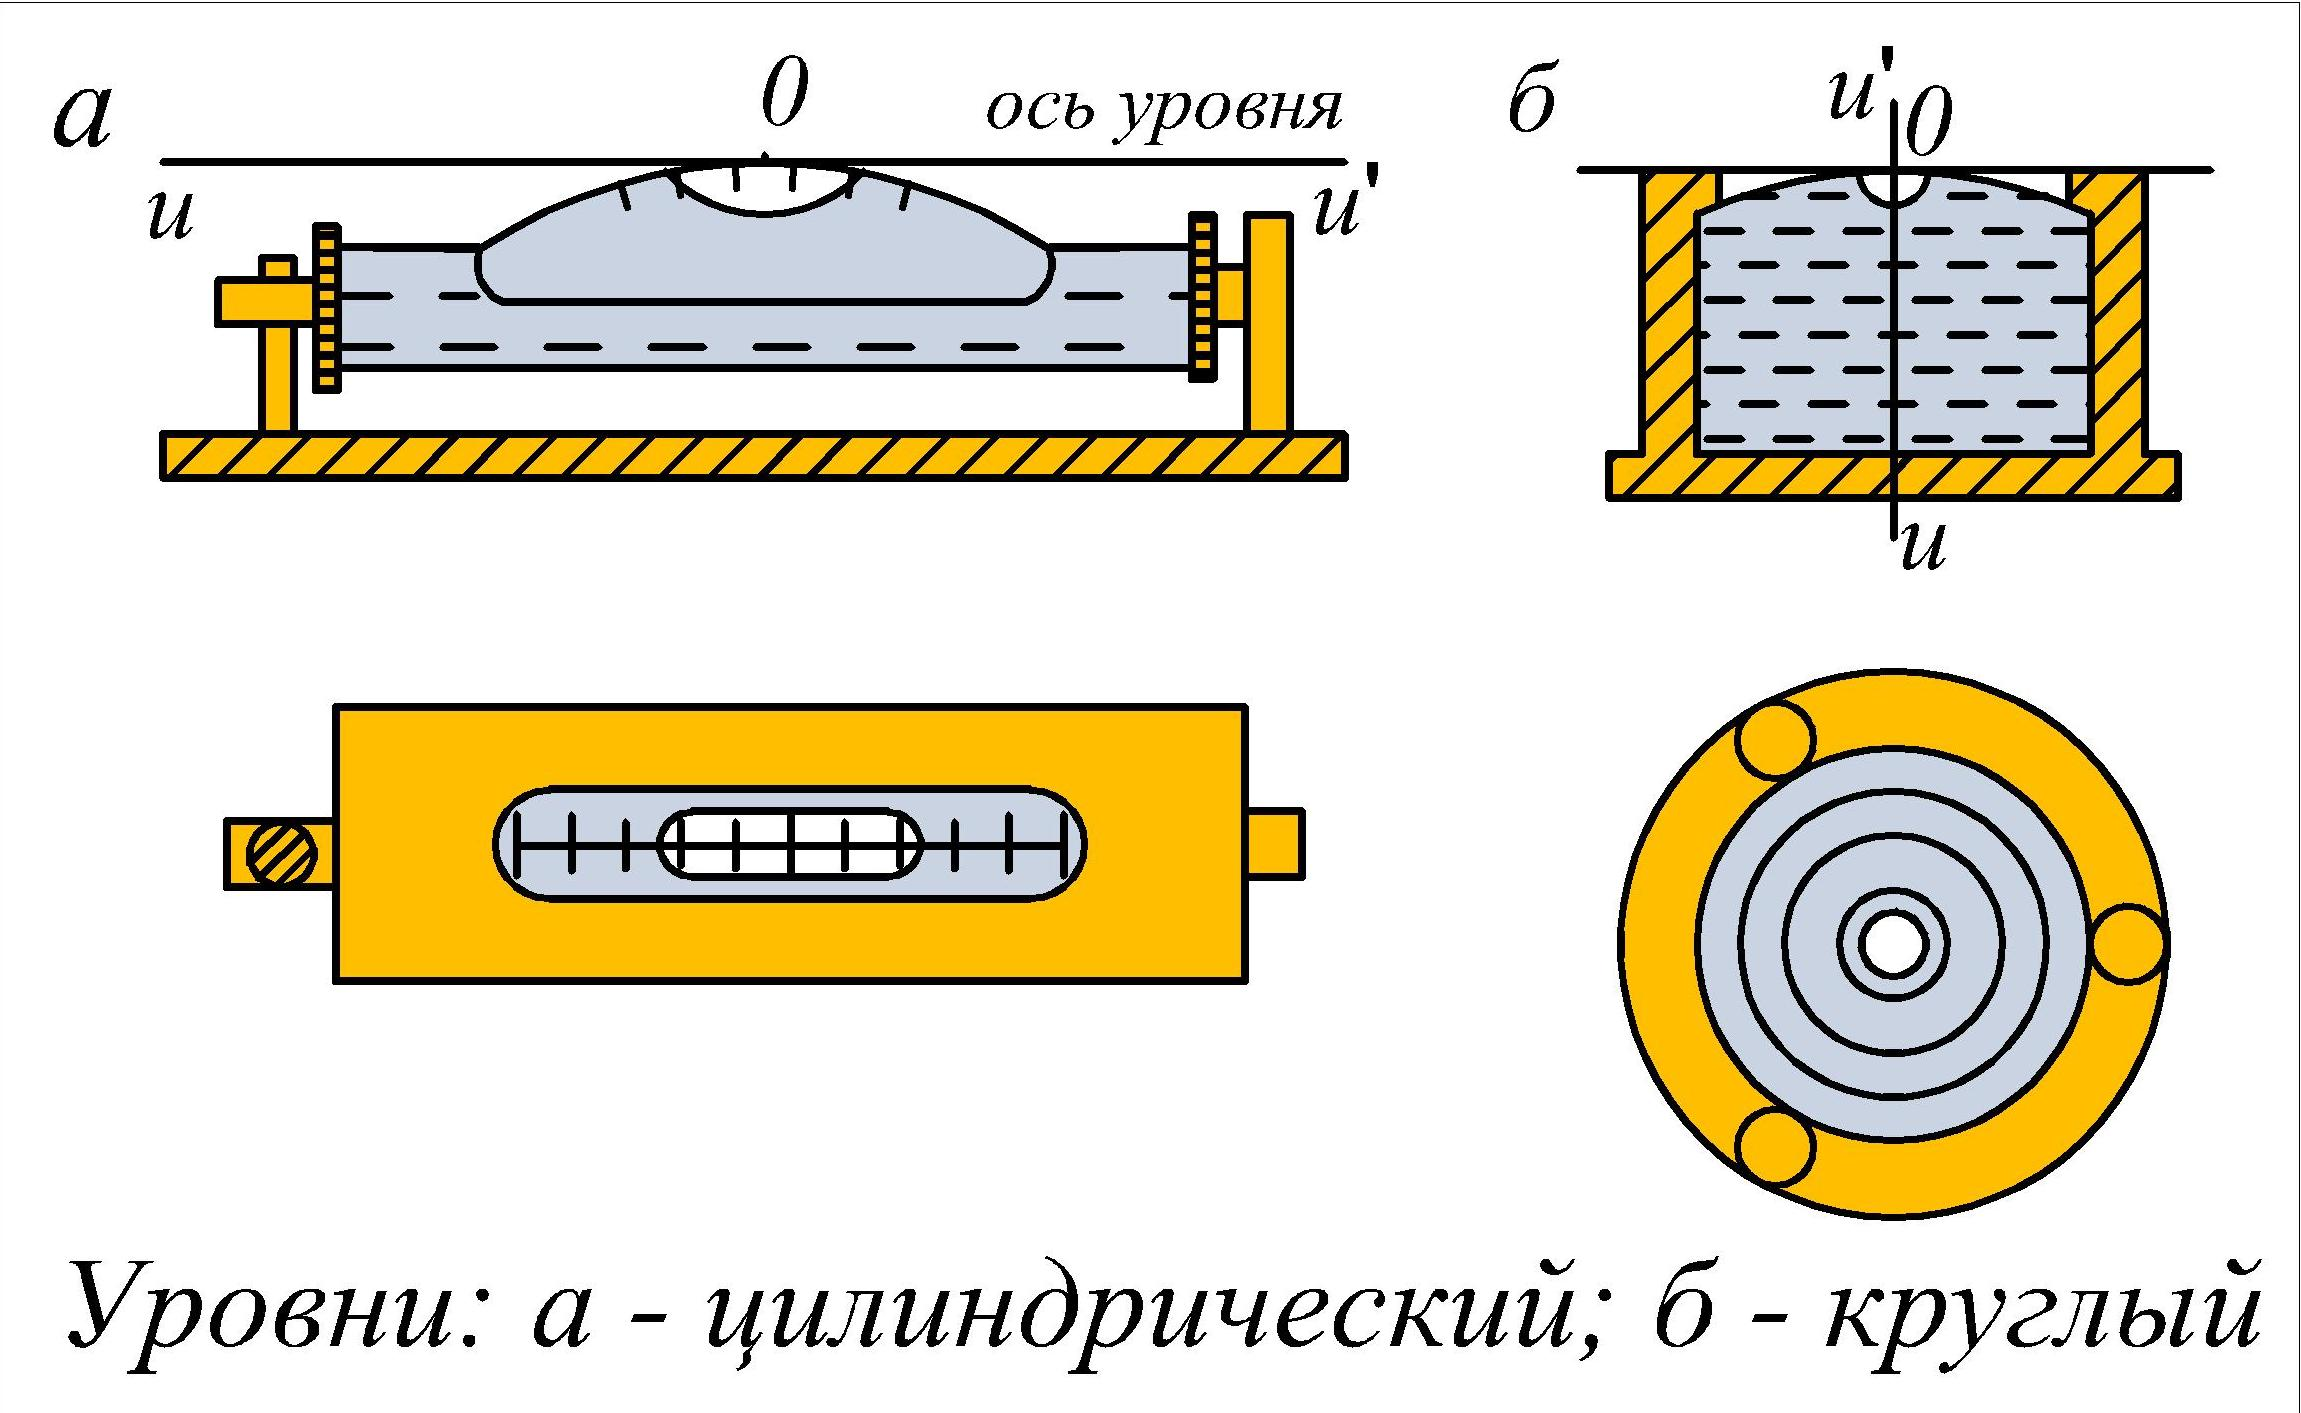 а
0
ось уровня
и
и'
б
и'
0
и
Уровни: а - цилиндрический; б - круглый